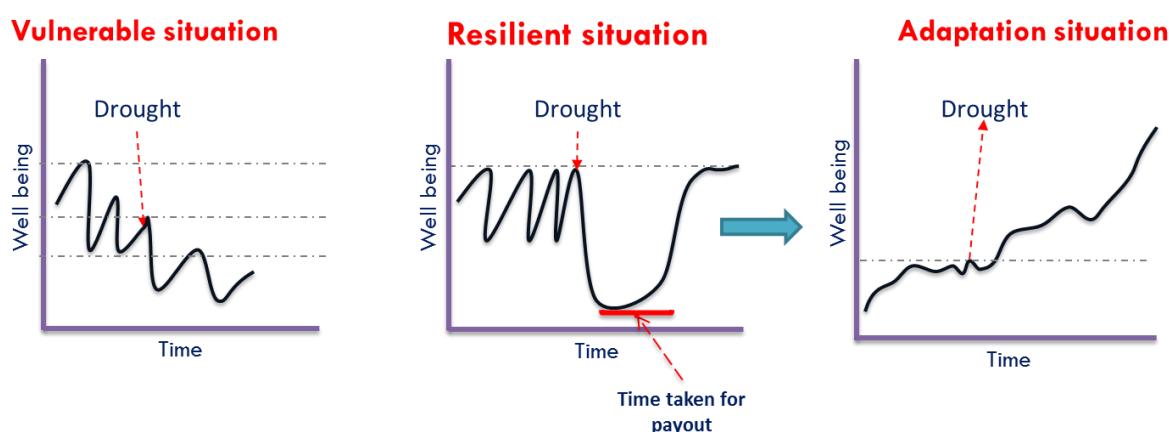 Vulnerable situation
Drought
Well being
Time
Resilient situation
Drought
Well being
Time
Time taken for
payout
Adaptation situation
Drought
Well being
Time